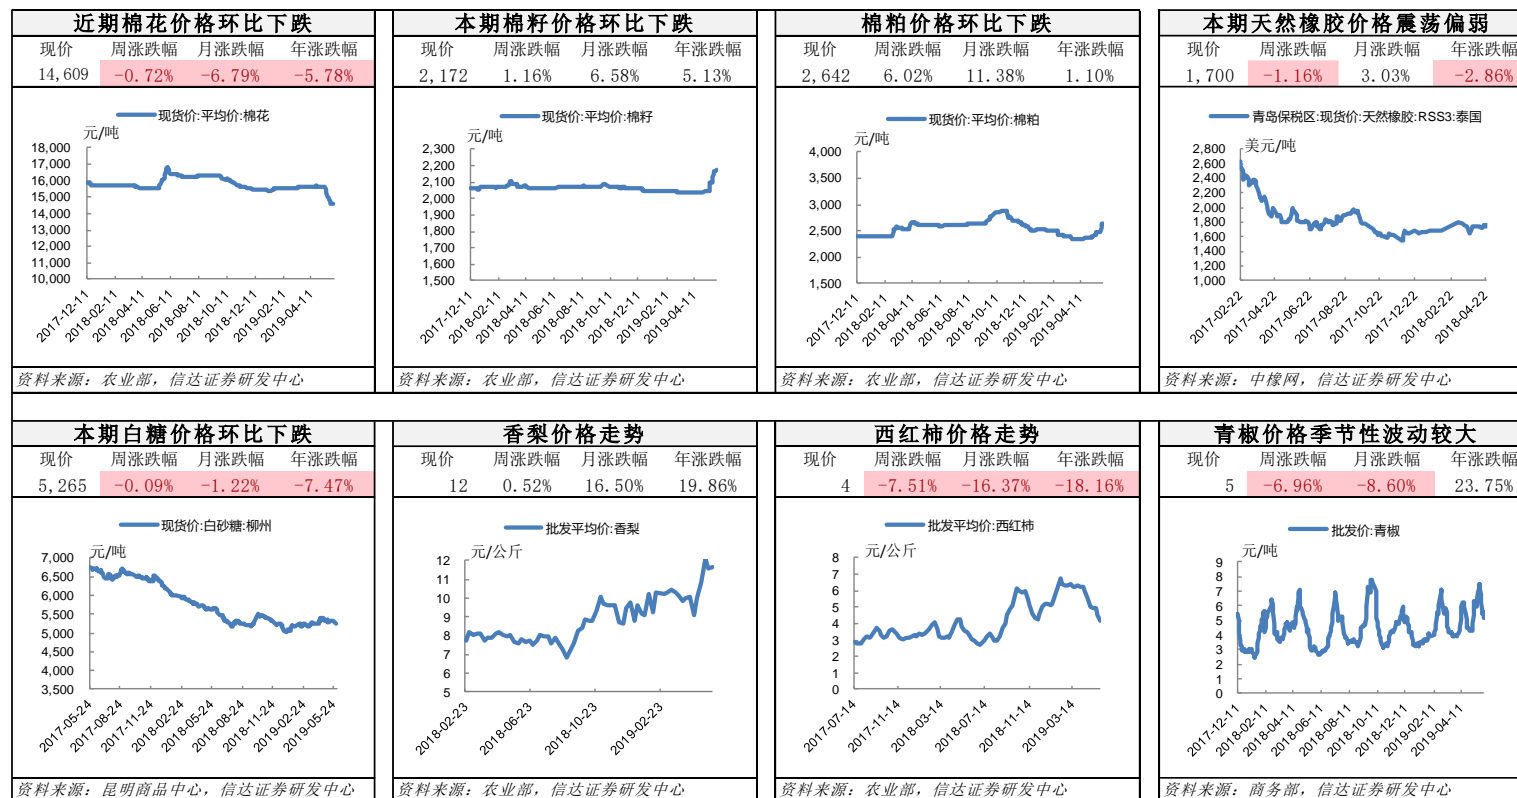 近期棉花价格环比下跌
现价 周涨跌幅 月涨跌幅 年涨跌幅
14,609 -0.72% -6.79% -5.78%
现货价:平均价:棉花
元/吨
18,000
17,000
16,000
15,000
14,000
13,000
12,000
11,000
10,000
2017-12-11
2018-02-11
2018-04-11
2018-06-11
2018-08-11
2018-10-11
2018-12-11
2019-02-11
2019-04-11
资料来源：农业部，信达证券研发中心
本期棉籽价格环比下跌
现价 周涨跌幅 月涨跌幅 年涨跌幅
2,172 1.16% 6.58% 5.13%
现货价:平均价:棉籽
元/吨
2,300
2,200
2,100
2,000
1,900
1,800
1,700
1,600
1,500
2017-12-11
2018-02-11
2018-04-11
2018-06-11
2018-08-11
2018-10-11
2018-12-11
2019-02-11
2019-04-11
资料来源：农业部，信达证券研发中心
棉粕价格环比下跌
现价 周涨跌幅 月涨跌幅 年涨跌幅
2,642 6.02% 11.38% 1.10%
现货价:平均价:棉粕
元/吨
4,000
3,500
3,000
2,500
2,000
1,500
2017-12-11
2018-02-11
2018-04-11
2018-06-11
2018-08-11
2018-10-11
2018-12-11
2019-02-11
2019-04-11
资料来源：农业部，信达证券研发中心
本期天然橡胶价格震荡偏弱
现价 周涨跌幅 月涨跌幅 年涨跌幅
1,700 -1.16% 3.03% -2.86%
青岛保税区:现货价:天然橡胶:RSS3:泰国
美元/吨
2,800
2,600
2,400
2,200
2,000
1,800
1,600
1,400
1,200
1,000
2017-02-22
2017-04-22
2017-06-22
2017-08-22
2017-10-22
2017-12-22
2018-02-22
2018-04-22
资料来源：中橡网，信达证券研发中心
本期白糖价格环比下跌
现价 周涨跌幅 月涨跌幅 年涨跌幅
5,265 -0.09% -1.22% -7.47%
现货价:白砂糖:柳州
元/吨
7,000
6,500
6,000
5,500
5,000
4,500
4,000
3,500
2017-05-24
2017-08-24
2017-11-24
2018-02-24
2018-05-24
2018-08-24
2018-11-24
2019-02-24
2019-05-24
资料来源：昆明商品中心，信达证券研发中心
香梨价格走势
现价 周涨跌幅 月涨跌幅 年涨跌幅
12 0.52% 16.50% 19.86%
批发平均价:香梨
元/公斤
12
11
10
9
8
7
6
5
2018-02-23
2018-06-23
2018-10-23
2019-02-23
资料来源：农业部，信达证券研发中心
西红柿价格走势
现价 周涨跌幅 月涨跌幅 年涨跌幅
4 -7.51% -16.37% -18.16%
批发平均价:西红柿
元/公斤
8
7
6
5
4
3
2
1
0
2017-07-14
2017-11-14
2018-03-14
2018-07-14
2018-11-14
2019-03-14
资料来源：农业部，信达证券研发中心
青椒价格季节性波动较大
现价 周涨跌幅 月涨跌幅 年涨跌幅
5 -6.96% -8.60% 23.75%
批发价:青椒
元/吨
9
8
7
6
5
4
3
2
1
0
2017-12-11
2018-02-11
2018-04-11
2018-06-11
2018-08-11
2018-10-11
2018-12-11
2019-02-11
2019-04-11
资料来源：商务部，信达证券研发中心